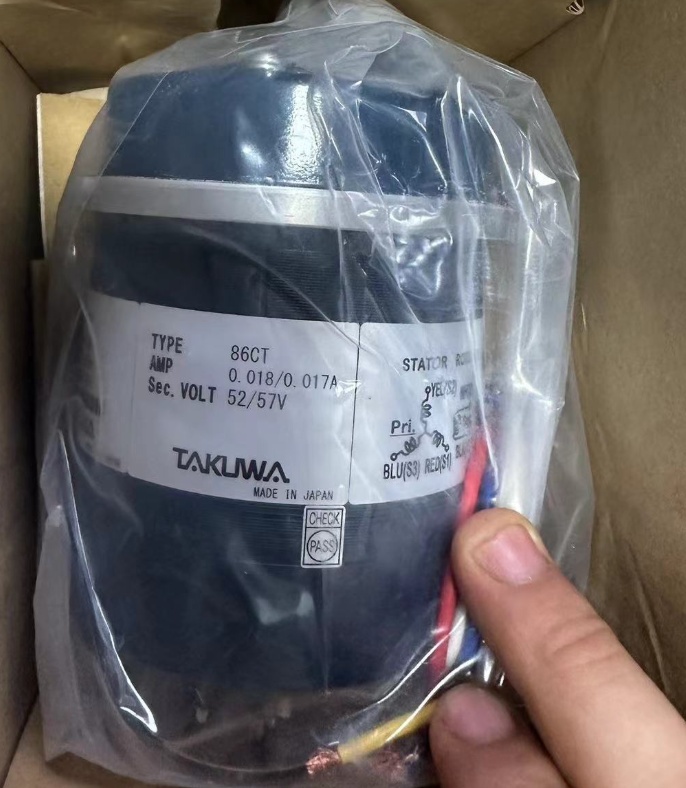 TYPE 86CT
AMP 0.018/0.017A
Sec. VOLT 52/57V
TAKUWA
MADE IN JAPAN
CHECK
PASS
STATOR
YEL(S2)
Pri.
BLU(S3) RED(S1)